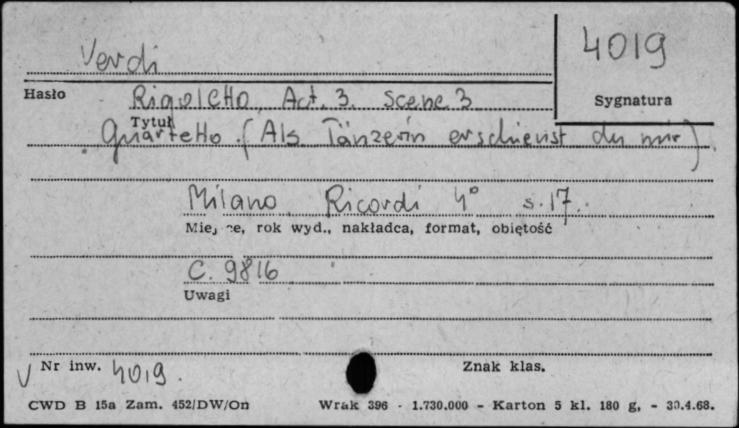 Verdi
4019
Hasło
Rigoletto, Act. 3. Scene 3
Sygnatura
Tytuł
Quartetto. (Als Tänzerin erschienst du mir)
Milano Ricordi 4° s. 17.
Miejsce, rok wyd., nakładca, format, objętość
C. 9816
Uwagi
V Nr inw. 4019.
Znak klas.
CWD B 15a Zam. 452/DW/On
Wrak 396 - 1.730.000 - Karton 5 kl. 180 g, - 30.4.68.